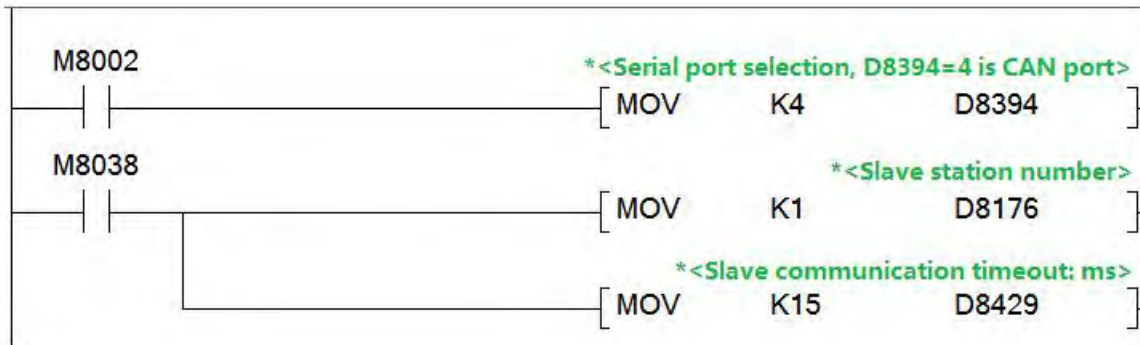 M8002
*<Serial port selection, D8394=4 is CAN port>
[ MOV K4 D8394 ]
M8038
*<Slave station number>
[ MOV K1 D8176 ]
*<Slave communication timeout: ms>
[ MOV K15 D8429 ]